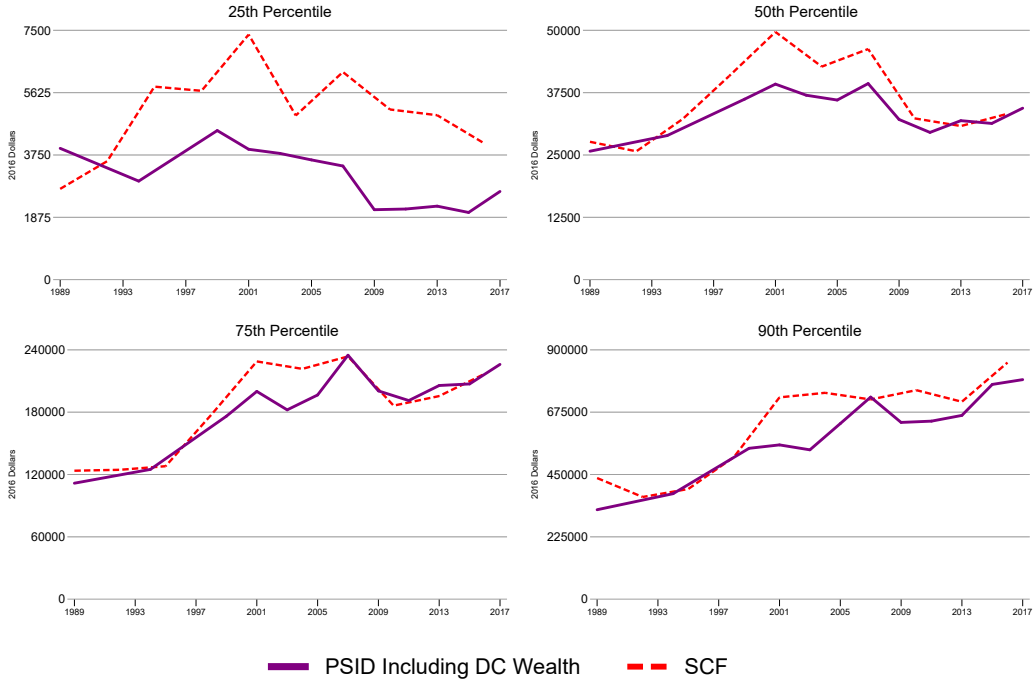 25th Percentile
7500
5625
3750
1875
0
2016 Dollars
1989 1993 1997 2001 2005 2009 2013 2017
50th Percentile
50000
37500
25000
12500
0
2016 Dollars
1989 1993 1997 2001 2005 2009 2013 2017
75th Percentile
240000
180000
120000
60000
0
2016 Dollars
1989 1993 1997 2001 2005 2009 2013 2017
90th Percentile
900000
675000
450000
225000
0
2016 Dollars
1989 1993 1997 2001 2005 2009 2013 2017
PSID Including DC Wealth SCF